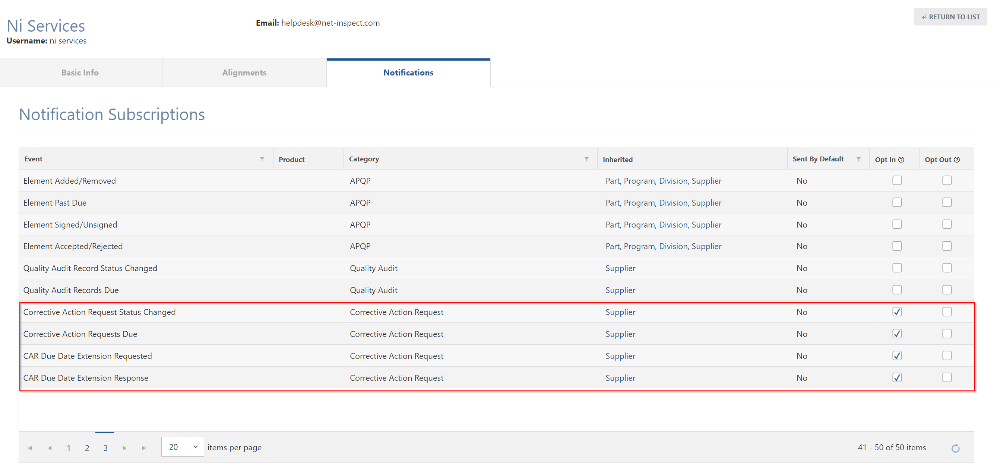 Ni Services
Username: ni services
Email: helpdesk@net-inspect.com
RETURN TO LIST
Basic Info
Alignments
Notifications
Notification Subscriptions
Event Product Category Inherited Sent By Default Opt In Opt Out
Element Added/Removed APQP Part, Program, Division, Supplier No
Element Past Due APQP Part, Program, Division, Supplier No
Element Signed/Unsigned APQP Part, Program, Division, Supplier No
Element Accepted/Rejected APQP Part, Program, Division, Supplier No
Quality Audit Record Status Changed Quality Audit Supplier No
Quality Audit Records Due Quality Audit Supplier No
Corrective Action Request Status Changed Corrective Action Request Supplier No
Corrective Action Requests Due Corrective Action Request Supplier No
CAR Due Date Extension Requested Corrective Action Request Supplier No
CAR Due Date Extension Response Corrective Action Request Supplier No
1 2 3 20 items per page 41 - 50 of 50 items